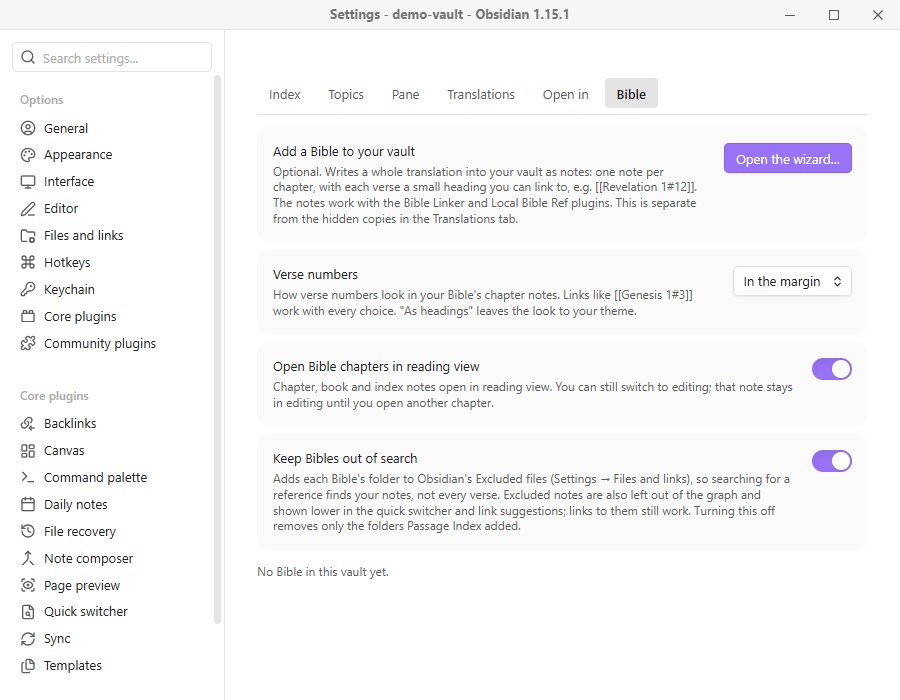 Settings - demo-vault - Obsidian 1.15.1
Search settings...
Options
General
Appearance
Interface
Editor
Files and links
Hotkeys
Keychain
Core plugins
Community plugins
Core plugins
Backlinks
Canvas
Command palette
Daily notes
File recovery
Note composer
Page preview
Quick switcher
Sync
Templates
Index
Topics
Pane
Translations
Open in
Bible
Add a Bible to your vault
Optional. Writes a whole translation into your vault as notes: one note per
chapter, with each verse a small heading you can link to, e.g. [[Revelation 1#12]].
The notes work with the Bible Linker and Local Bible Ref plugins. This is separate
from the hidden copies in the Translations tab.
Open the wizard...
Verse numbers
How verse numbers look in your Bible's chapter notes. Links like [[Genesis 1#3]]
work with every choice. "As headings" leaves the look to your theme.
In the margin
Open Bible chapters in reading view
Chapter, book and index notes open in reading view. You can still switch to editing; that note stays
in editing until you open another chapter.
Keep Bibles out of search
Adds each Bible's folder to Obsidian's Excluded files (Settings → Files and links), so searching for a
reference finds your notes, not every verse. Excluded notes are also left out of the graph and
shown lower in the quick switcher and link suggestions; links to them still work. Turning this off
removes only the folders Passage Index added.
No Bible in this vault yet.